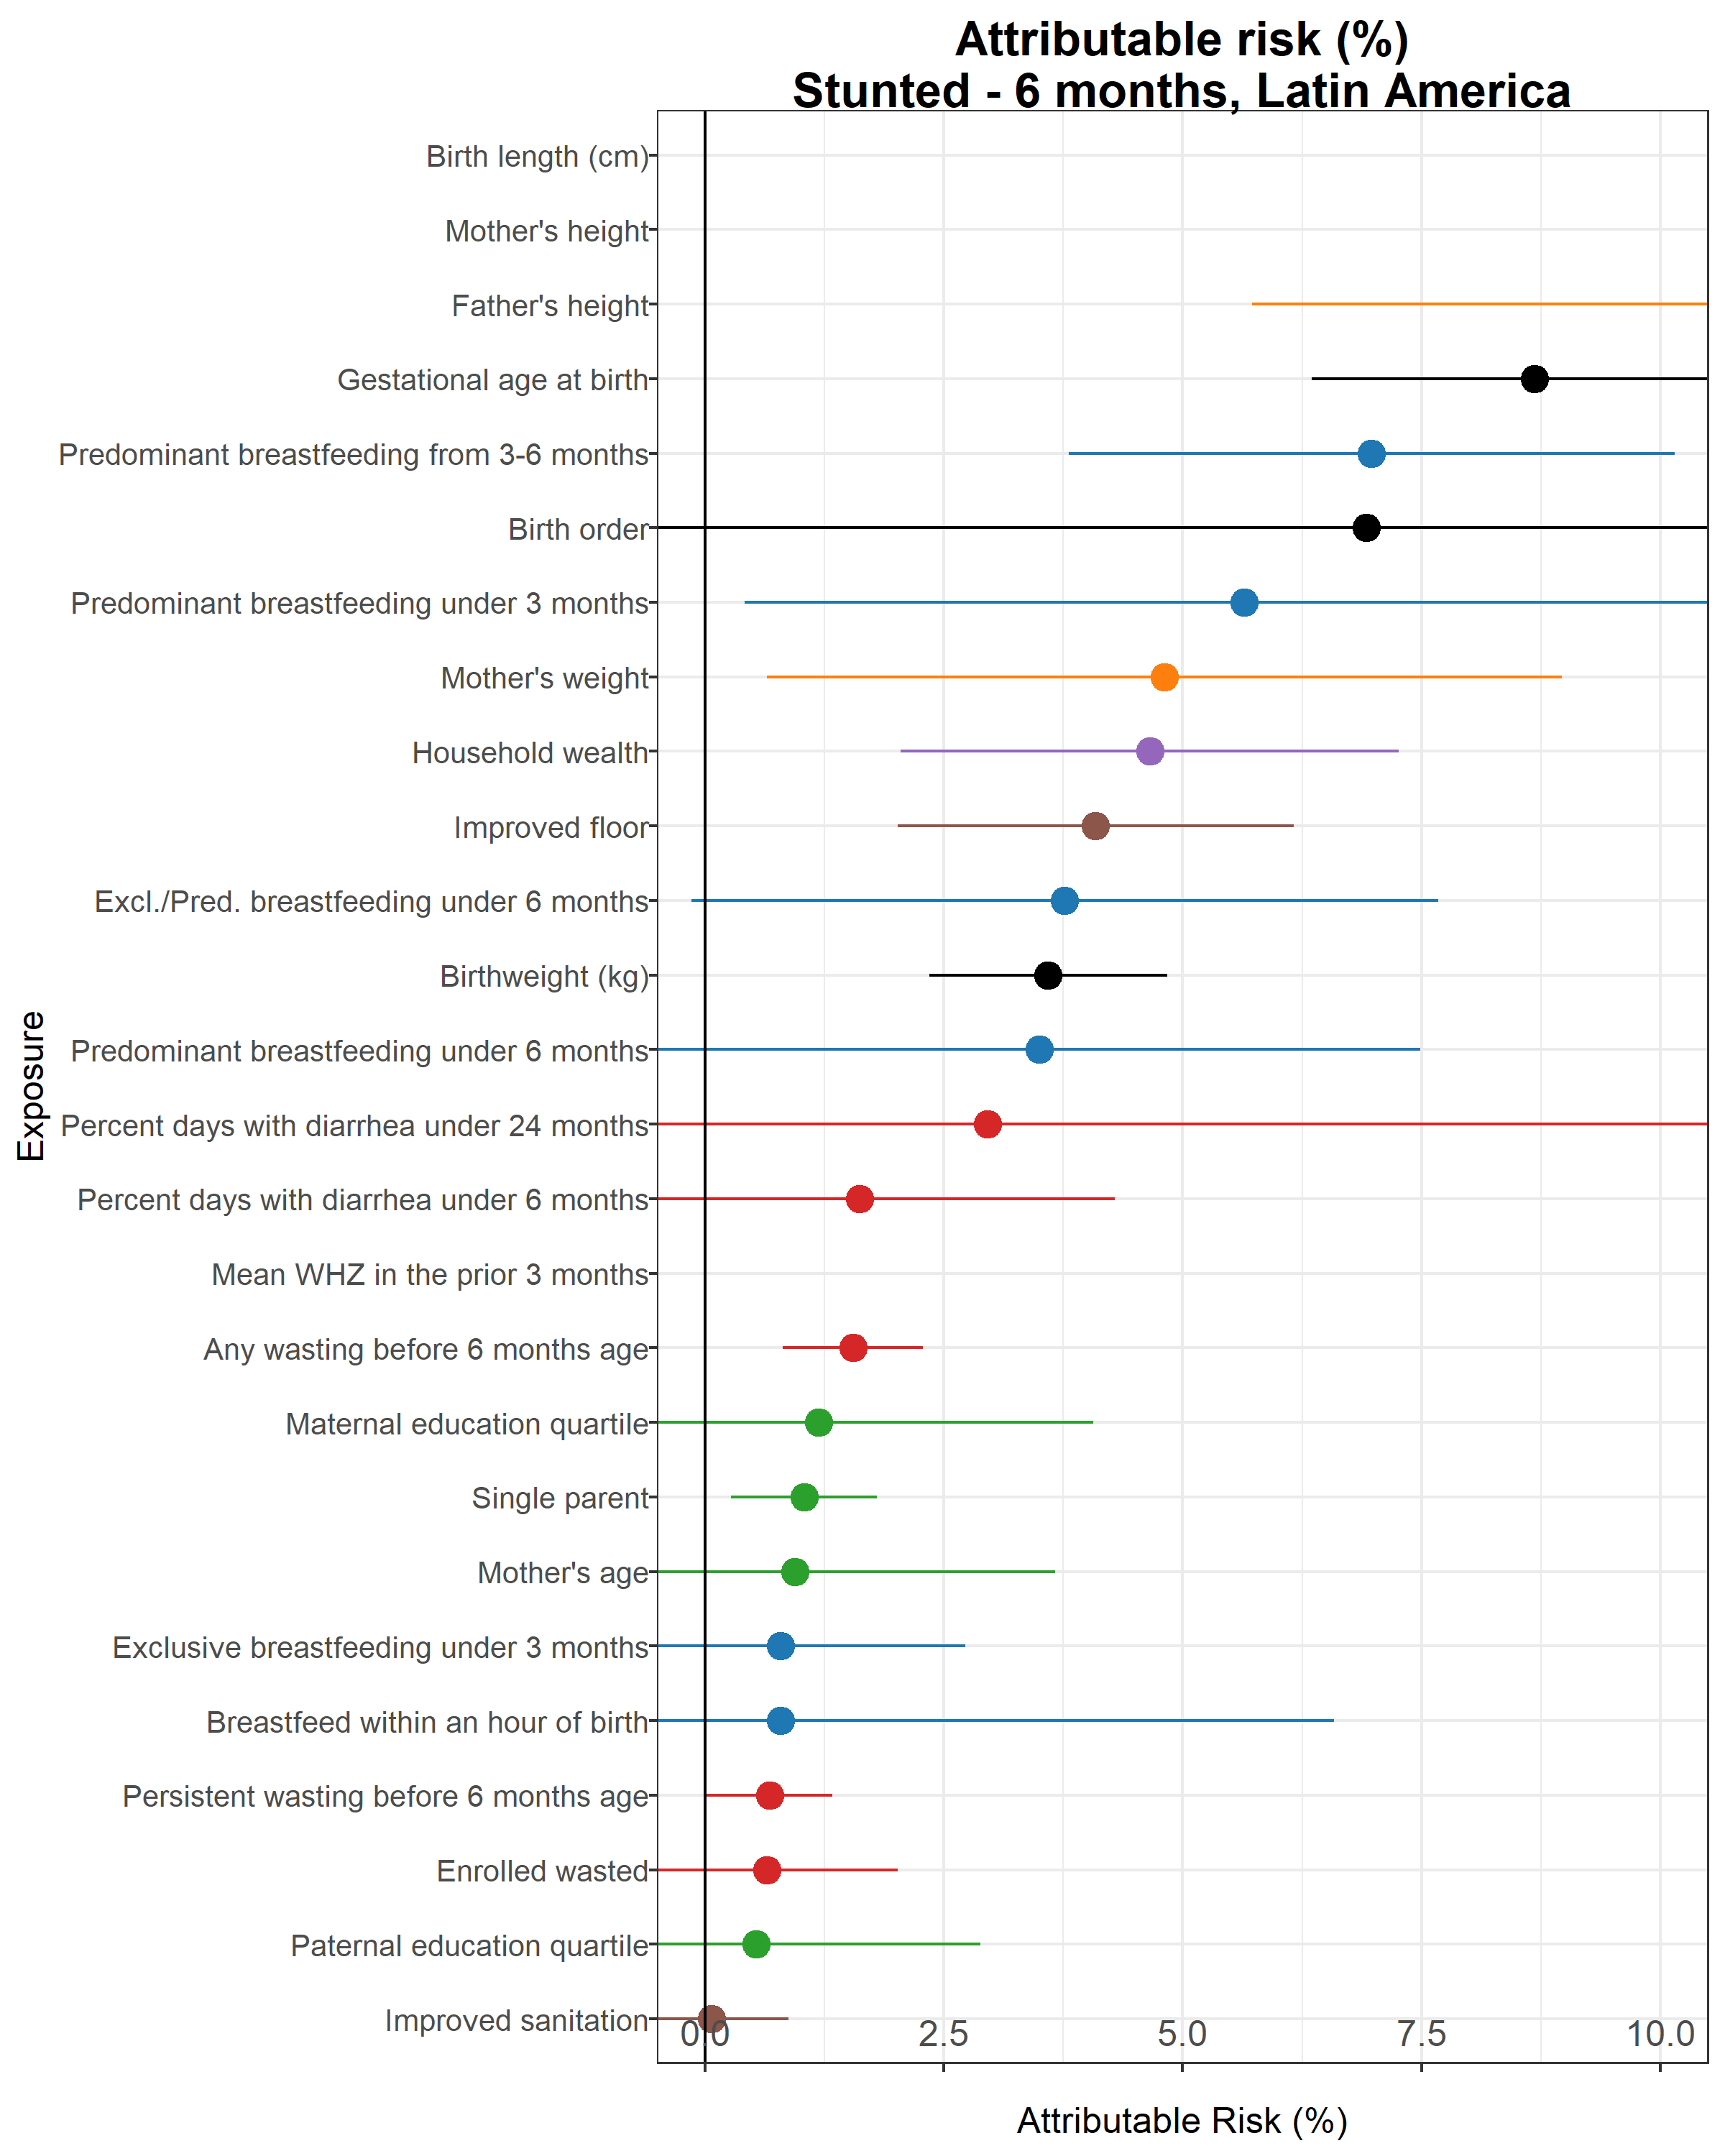 Attributable risk (%)
Stunted - 6 months, Latin America
Birth length (cm)
Mother's height
Father's height
Gestational age at birth
Predominant breastfeeding from 3-6 months
Birth order
Predominant breastfeeding under 3 months
Mother's weight
Household wealth
Improved floor
Excl./Pred. breastfeeding under 6 months
Birthweight (kg)
Predominant breastfeeding under 6 months
Percent days with diarrhea under 24 months
Percent days with diarrhea under 6 months
Mean WHZ in the prior 3 months
Any wasting before 6 months age
Maternal education quartile
Single parent
Mother's age
Exclusive breastfeeding under 3 months
Breastfeed within an hour of birth
Persistent wasting before 6 months age
Enrolled wasted
Paternal education quartile
Improved sanitation
Exposure
0.0 2.5 5.0 7.5 10.0
Attributable Risk (%)